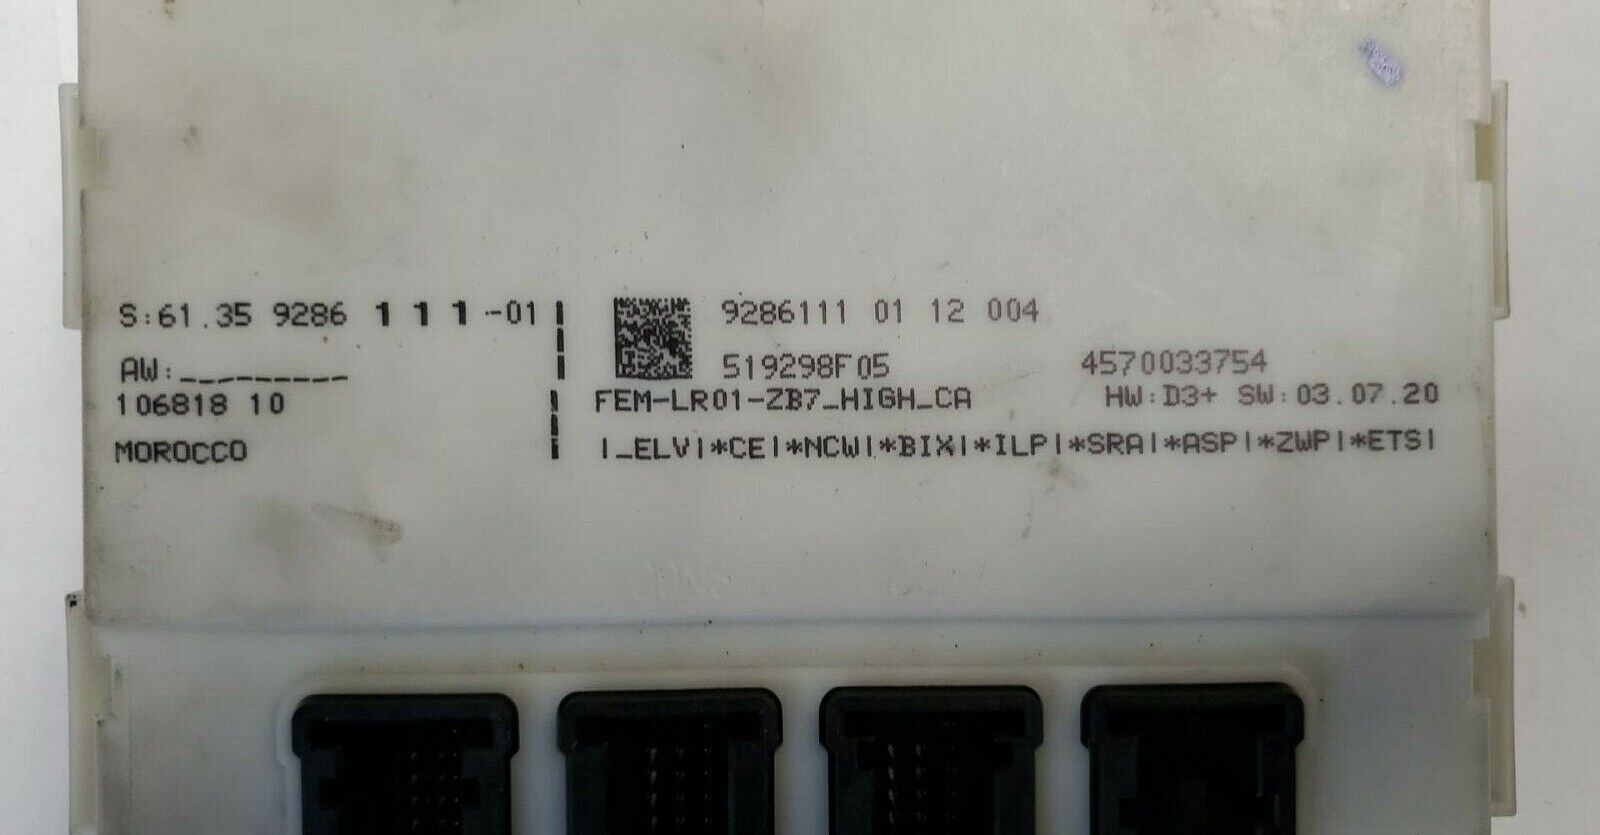 S:61.35 9286 111-01
AW:_________
106818 10
MOROCCO
9286111 01 12 004
519298F05 4570033754
FEM-LR01-ZB7_HIGH_CA HW:D3+ SW:03.07.20
|_ELV|*CE|*NCW|*BIX|*ILP|*SRA|*ASP|*ZWP|*ETS|